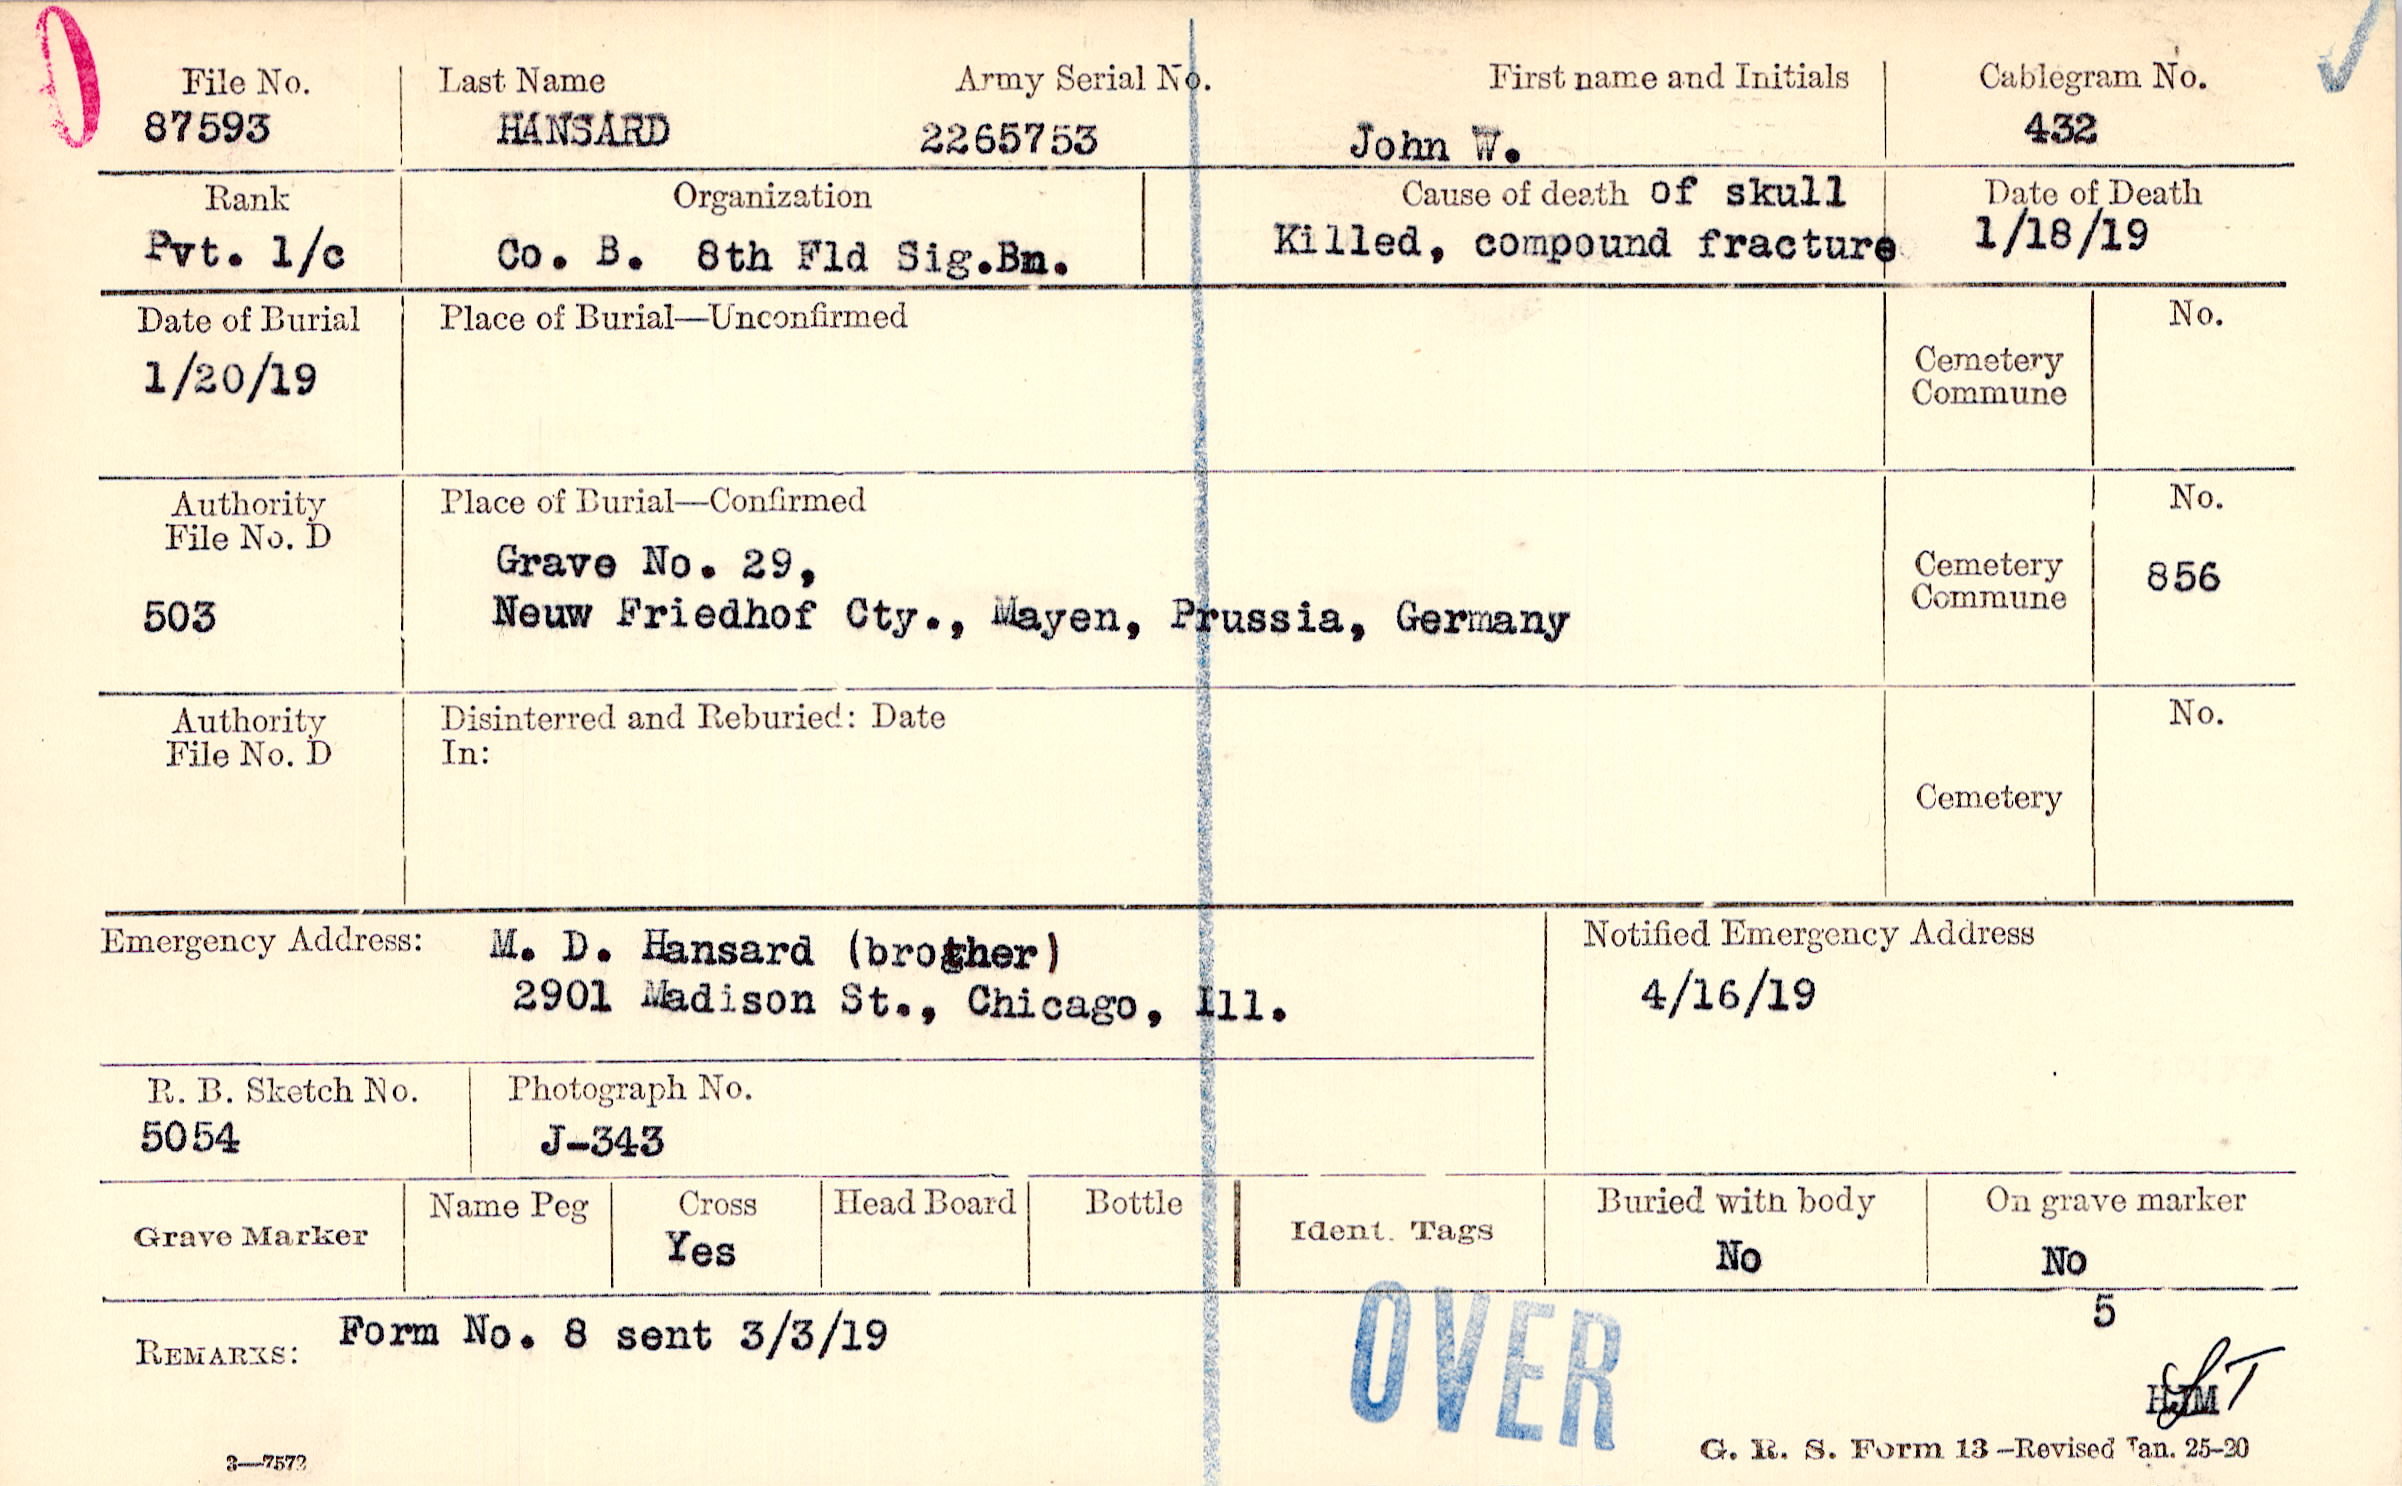 File No. Last Name Army Serial No. First name and Initials Cablegram No.
87593 HANSARD 2265753 John W. 432
Rank Organization Cause of death of skull Date of Death
Pvt. 1/c Co. B. 8th Fld Sig.Bn. Killed, compound fracture 1/18/19
Date of Burial Place of Burial—Unconfirmed No.
1/20/19 Cemetery
Commune
Authority Place of Burial—Confirmed No.
File No. D
Grave No. 29, Cemetery 856
503 Neuw Friedhof Cty., Mayen, Prussia, Germany Commune
Authority Disinterred and Reburied: Date No.
File No. D In:
Cemetery
Emergency Address: M. D. Hansard (brother) Notified Emergency Address
2901 Madison St., Chicago, Ill. 4/16/19
R. B. Sketch No. Photograph No.
5054 J-343
Grave Marker Name Peg Cross Head Board Bottle Ident. Tags Buried with body On grave marker
Yes No No
5
REMARKS: Form No. 8 sent 3/3/19
OVER
HJM
3—7572 G. R. S. Form 13—Revised Jan. 25-20